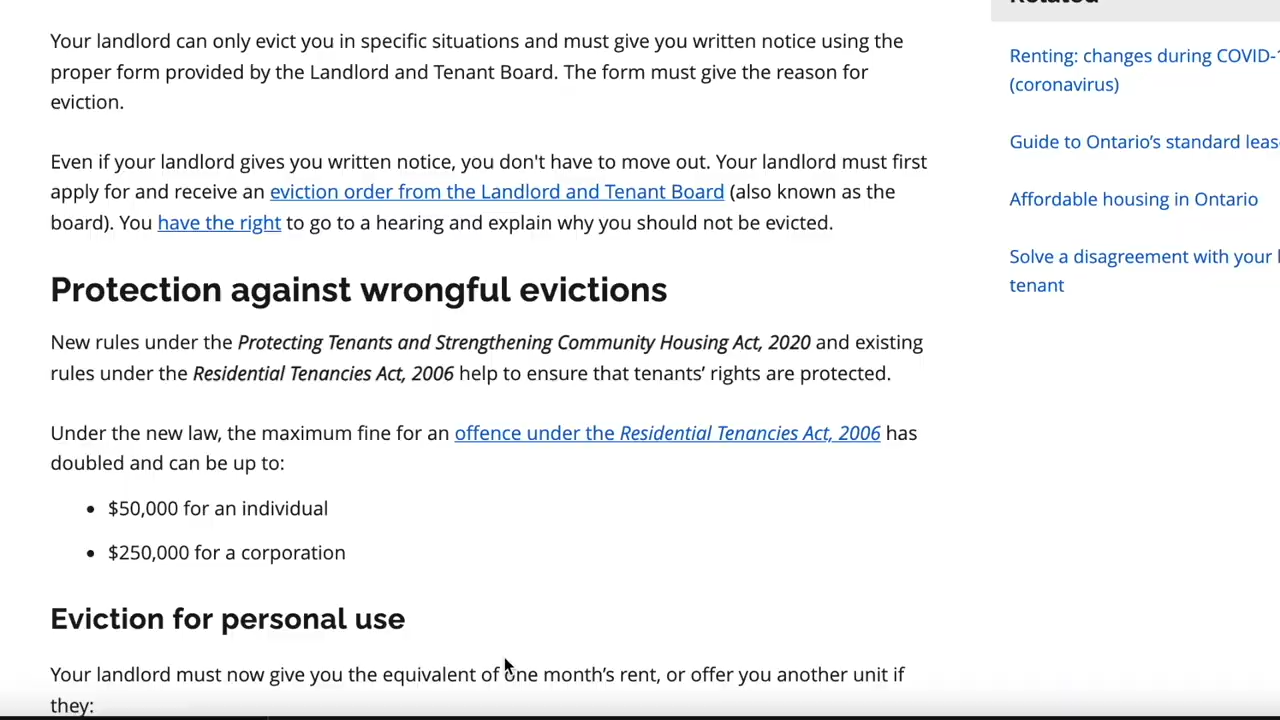 Your landlord can only evict you in specific situations and must give you written notice using the
proper form provided by the Landlord and Tenant Board. The form must give the reason for
eviction.
Even if your landlord gives you written notice, you don't have to move out. Your landlord must first
apply for and receive an eviction order from the Landlord and Tenant Board (also known as the
board). You have the right to go to a hearing and explain why you should not be evicted.
Protection against wrongful evictions
New rules under the Protecting Tenants and Strengthening Community Housing Act, 2020 and existing
rules under the Residential Tenancies Act, 2006 help to ensure that tenants’ rights are protected.
Under the new law, the maximum fine for an offence under the Residential Tenancies Act, 2006 has
doubled and can be up to:
• $50,000 for an individual
• $250,000 for a corporation
Eviction for personal use
Your landlord must now give you the equivalent of one month’s rent, or offer you another unit if
they:
Related
Renting: changes during COVID-1
(coronavirus)
Guide to Ontario’s standard leas
Affordable housing in Ontario
Solve a disagreement with your l
tenant